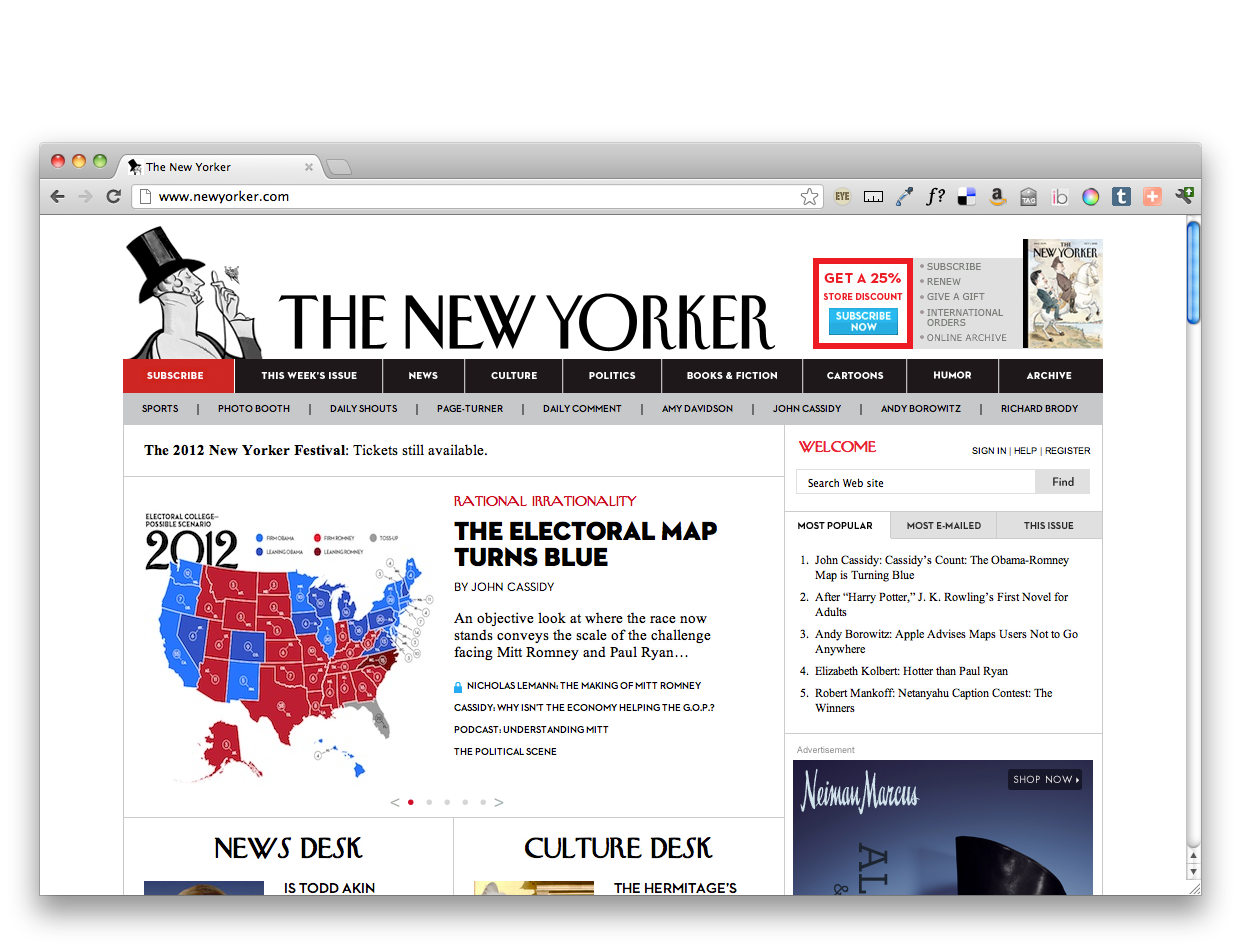 The New Yorker
www.newyorker.com
EYE
f?
TAG
ib
a
t
THE NEW YORKER
GET A 25%
STORE DISCOUNT
SUBSCRIBE
NOW
SUBSCRIBE
RENEW
GIVE A GIFT
INTERNATIONAL
ORDERS
ONLINE ARCHIVE
THE
NEW YORKER
SUBSCRIBE THIS WEEK'S ISSUE NEWS CULTURE POLITICS BOOKS & FICTION CARTOONS HUMOR ARCHIVE
SPORTS | PHOTO BOOTH | DAILY SHOUTS | PAGE-TURNER | DAILY COMMENT | AMY DAVIDSON | JOHN CASSIDY | ANDY BOROWITZ | RICHARD BRODY
The 2012 New Yorker Festival: Tickets still available.
ELECTORAL COLLEGE—
POSSIBLE SCENARIO
2012
FIRM OBAMA FIRM ROMNEY TOSS-UP
LEANING OBAMA LEANING ROMNEY
RATIONAL IRRATIONALITY
THE ELECTORAL MAP
TURNS BLUE
BY JOHN CASSIDY
An objective look at where the race now
stands conveys the scale of the challenge
facing Mitt Romney and Paul Ryan…
NICHOLAS LEMANN: THE MAKING OF MITT ROMNEY
CASSIDY: WHY ISN'T THE ECONOMY HELPING THE G.O.P.?
PODCAST: UNDERSTANDING MITT
THE POLITICAL SCENE
< >
NEWS DESK
IS TODD AKIN
CULTURE DESK
THE HERMITAGE'S
WELCOME
SIGN IN | HELP | REGISTER
Search Web site Find
MOST POPULAR MOST E-MAILED THIS ISSUE
1. John Cassidy: Cassidy's Count: The Obama-Romney
Map is Turning Blue
2. After “Harry Potter,” J. K. Rowling's First Novel for
Adults
3. Andy Borowitz: Apple Advises Maps Users Not to Go
Anywhere
4. Elizabeth Kolbert: Hotter than Paul Ryan
5. Robert Mankoff: Netanyahu Caption Contest: The
Winners
Advertisement
Neiman Marcus
SHOP NOW
AL
&